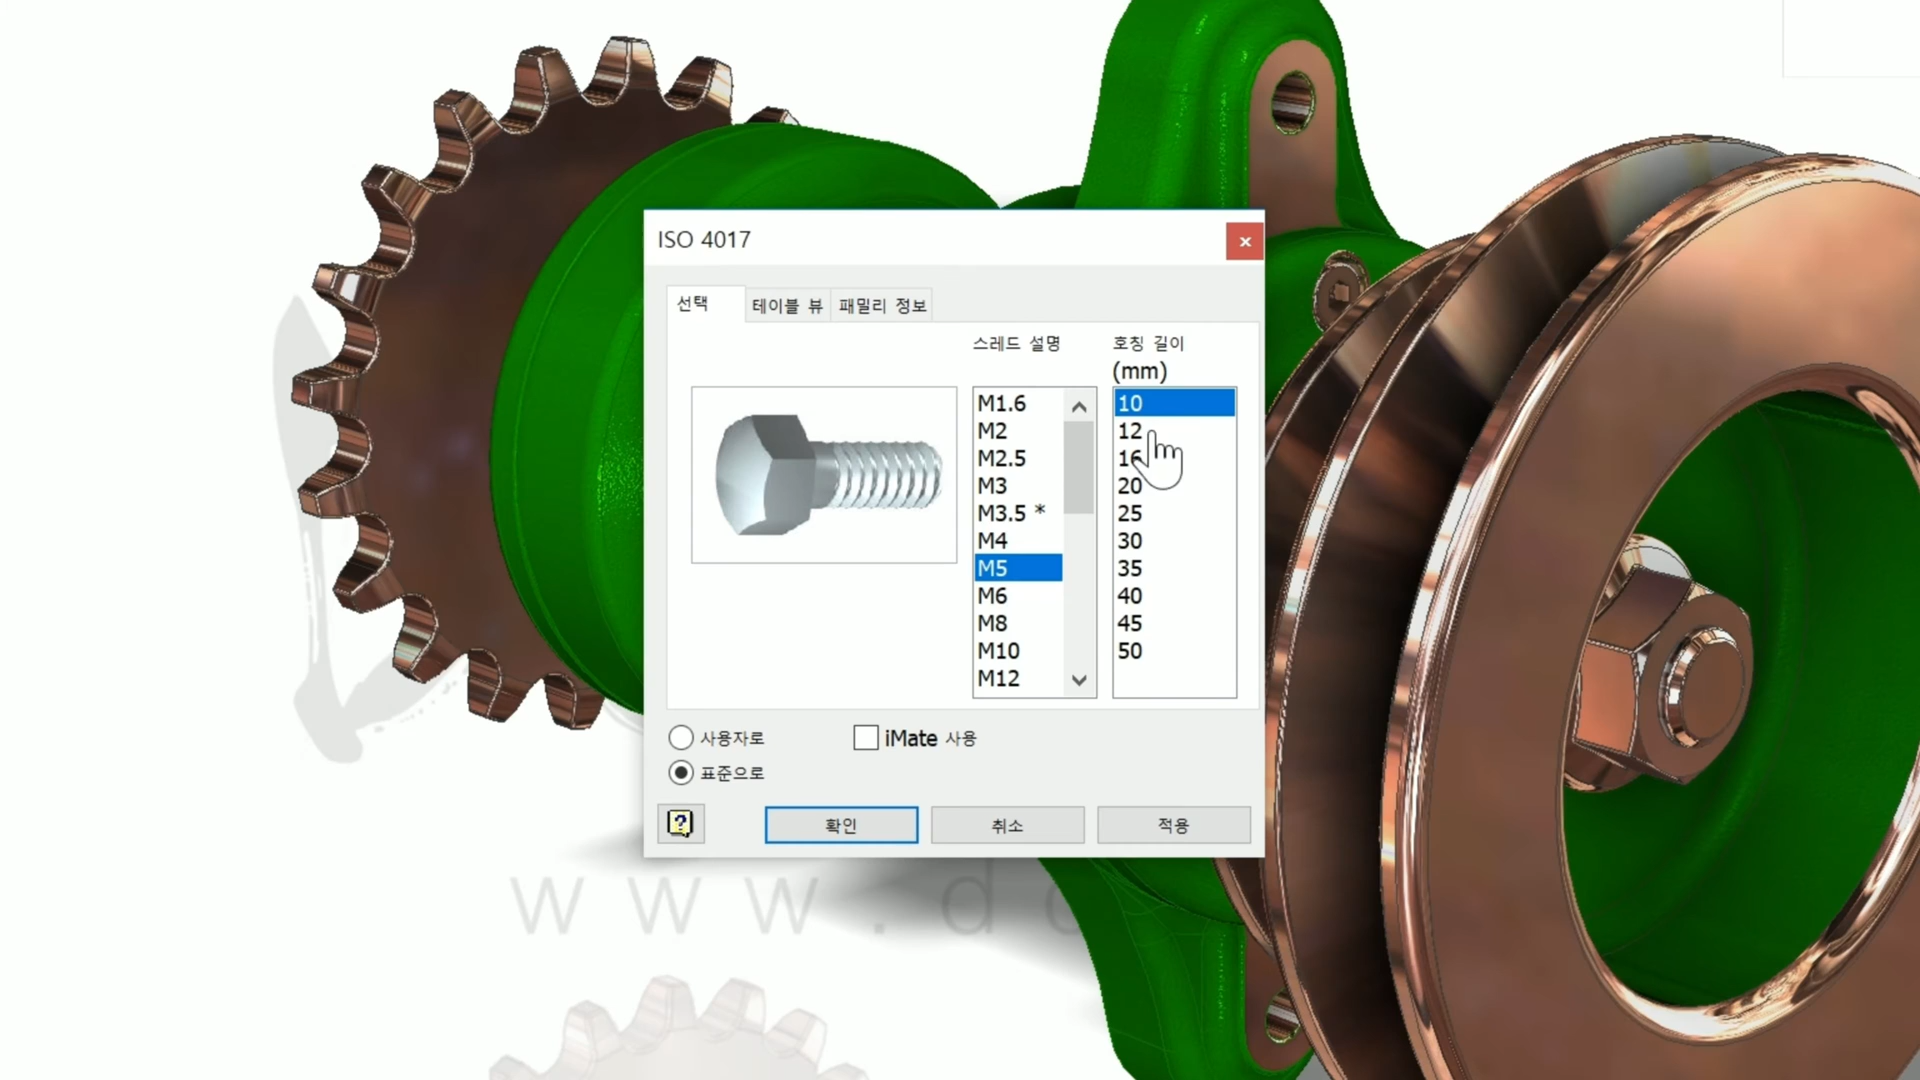 ISO 4017
선택
테이블 뷰
패밀리 정보
스레드 설명
호칭 길이
(mm)
M1.6
M2
M2.5
M3
M3.5 *
M4
M5
M6
M8
M10
M12
10
12
16
20
25
30
35
40
45
50
사용자로
iMate 사용
표준으로
확인
취소
적용
www.d